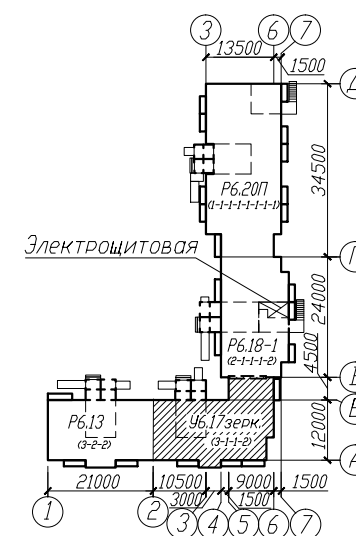 3 6 7
13500
1500
Д
34500
Р6.20П
(1-1-1-1-1-1-1-1)
Электрощитовая
Г
24000
Р6.18-1
(2-1-1-1-2)
4500
Б
Р6.13
(3-2-2)
У6.17зерк.
(3-1-1-2)
12000
А
21000 10500 9000 1500
3000 1500
1 2 3 4 5 6 7